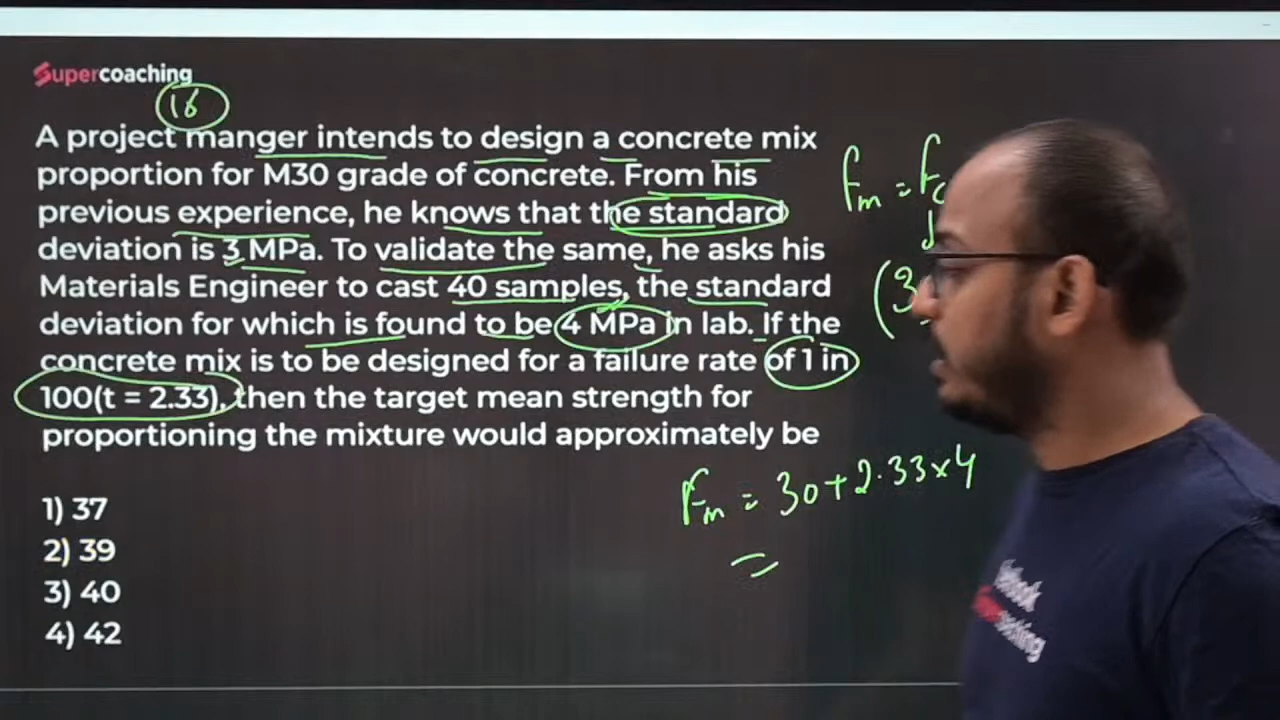 Supercoaching
16
A project manger intends to design a concrete mix
proportion for M30 grade of concrete. From his
previous experience, he knows that the standard
deviation is 3 MPa. To validate the same, he asks his
Materials Engineer to cast 40 samples, the standard
deviation for which is found to be 4 MPa in lab. If the
concrete mix is to be designed for a failure rate of 1 in
100(t = 2.33), then the target mean strength for
proportioning the mixture would approximately be
1) 37
2) 39
3) 40
4) 42
fm = fc
(3
Fm = 30+2.33×4
=